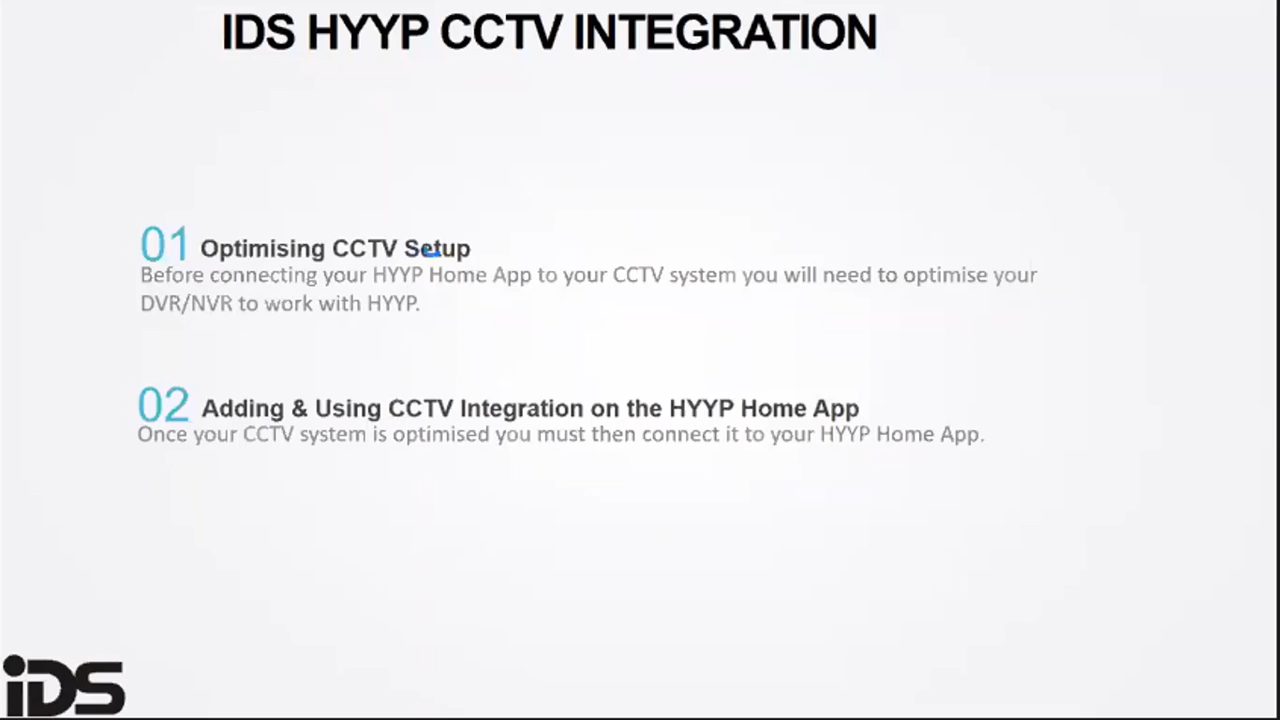 IDS HYYP CCTV INTEGRATION
01 Optimising CCTV Setup
Before connecting your HYYP Home App to your CCTV system you will need to optimise your
DVR/NVR to work with HYYP.
02 Adding & Using CCTV Integration on the HYYP Home App
Once your CCTV system is optimised you must then connect it to your HYYP Home App.
iDS